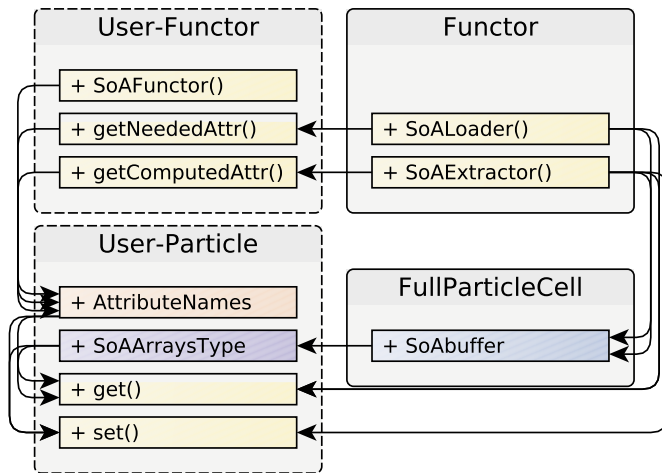 User-Functor
+ SoAFunctor()
+ getNeededAttr()
+ getComputedAttr()
Functor
+ SoALoader()
+ SoAExtractor()
User-Particle
+ AttributeNames
+ SoAArraysType
+ get()
+ set()
FullParticleCell
+ SoAbuffer